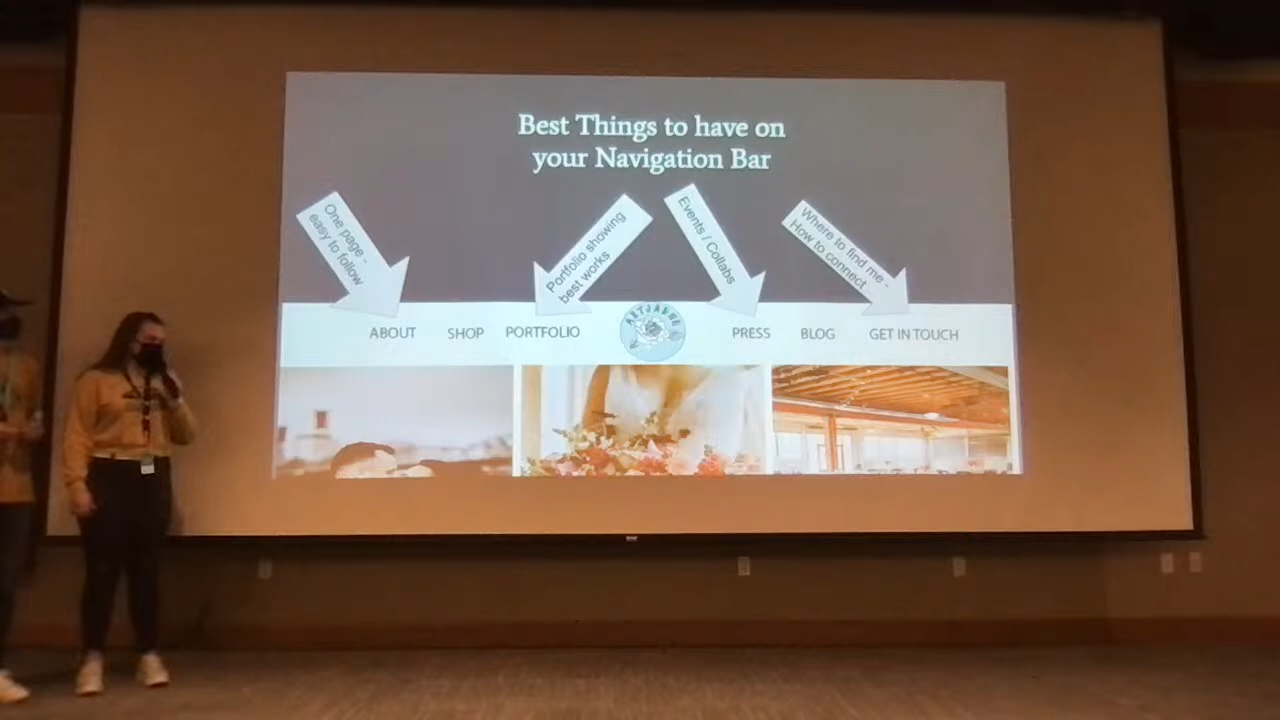 Best Things to have on
your Navigation Bar
One page -
easy to follow
Portfolio showing
best works
Events / Collabs
Where to find me -
How to connect
ABOUT
SHOP
PORTFOLIO
PRESS
BLOG
GET IN TOUCH